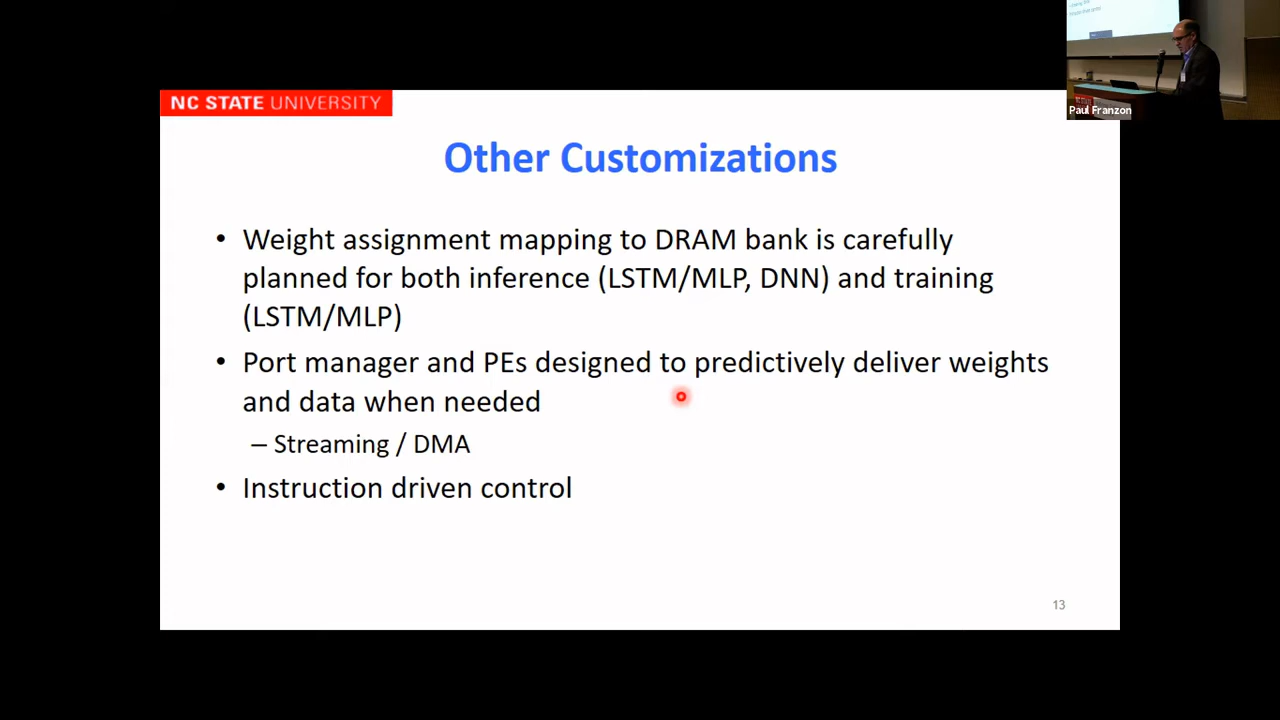 Paul Franzon
NC STATE UNIVERSITY
Other Customizations
• Weight assignment mapping to DRAM bank is carefully
planned for both inference (LSTM/MLP, DNN) and training
(LSTM/MLP)
• Port manager and PEs designed to predictively deliver weights
and data when needed
– Streaming / DMA
• Instruction driven control
13